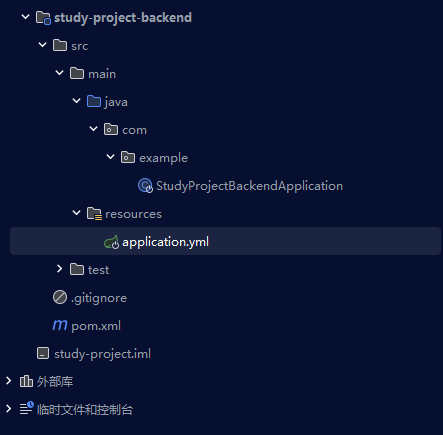 study-project-backend
src
main
java
com
example
StudyProjectBackendApplication
resources
application.yml
test
.gitignore
pom.xml
study-project.iml
外部库
临时文件和控制台